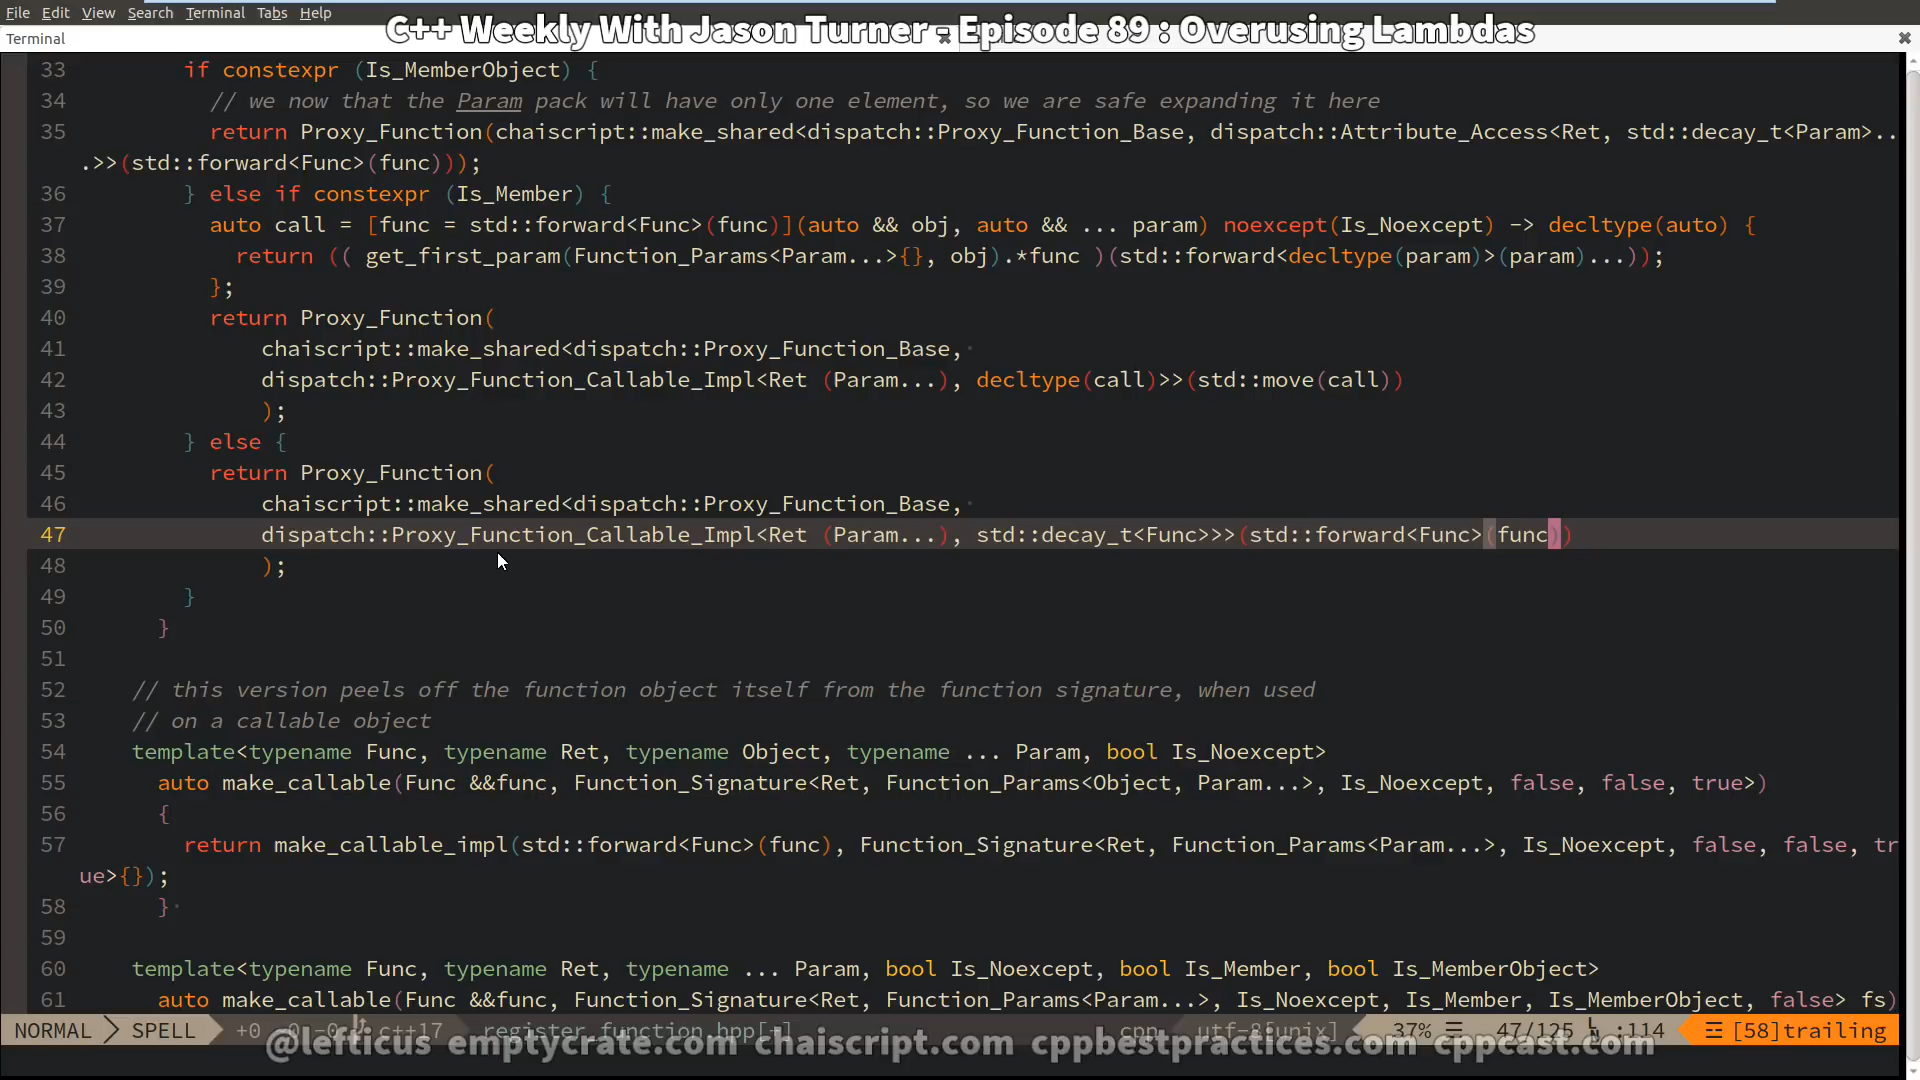 File Edit View Search Terminal Tabs Help
C++ Weekly With Jason Turner - Episode 89 : Overusing Lambdas
Terminal
33 if constexpr (Is_MemberObject) {
34 // we now that the Param pack will have only one element, so we are safe expanding it here
35 return Proxy_Function(chaiscript::make_shared<dispatch::Proxy_Function_Base, dispatch::Attribute_Access<Ret, std::decay_t<Param>..
.>>(std::forward<Func>(func)));
36 } else if constexpr (Is_Member) {
37 auto call = [func = std::forward<Func>(func)](auto && obj, auto && ... param) noexcept(Is_Noexcept) -> decltype(auto) {
38 return (( get_first_param(Function_Params<Param...>{}, obj).*func )(std::forward<decltype(param)>(param)...));
39 };
40 return Proxy_Function(
41 chaiscript::make_shared<dispatch::Proxy_Function_Base,
42 dispatch::Proxy_Function_Callable_Impl<Ret (Param...), decltype(call)>>(std::move(call))
43 );
44 } else {
45 return Proxy_Function(
46 chaiscript::make_shared<dispatch::Proxy_Function_Base,
47 dispatch::Proxy_Function_Callable_Impl<Ret (Param...), std::decay_t<Func>>>(std::forward<Func>(func))
48 );
49 }
50 }
51
52 // this version peels off the function object itself from the function signature, when used
53 // on a callable object
54 template<typename Func, typename Ret, typename Object, typename ... Param, bool Is_Noexcept>
55 auto make_callable(Func &&func, Function_Signature<Ret, Function_Params<Object, Param...>, Is_Noexcept, false, false, true>)
56 {
57 return make_callable_impl(std::forward<Func>(func), Function_Signature<Ret, Function_Params<Param...>, Is_Noexcept, false, false, tr
ue>{});
58 }
59
60 template<typename Func, typename Ret, typename ... Param, bool Is_Noexcept, bool Is_Member, bool Is_MemberObject>
61 auto make_callable(Func &&func, Function_Signature<Ret, Function_Params<Param...>, Is_Noexcept, Is_Member, Is_MemberObject, false> fs)
NORMAL SPELL +0 ~0 -0 c++17 register_function.hpp[+] cpp utf-8[unix] 37% 47/125 :114 [58]trailing
@lefticus emptycrate.com chaiscript.com cppbestpractices.com cppcast.com